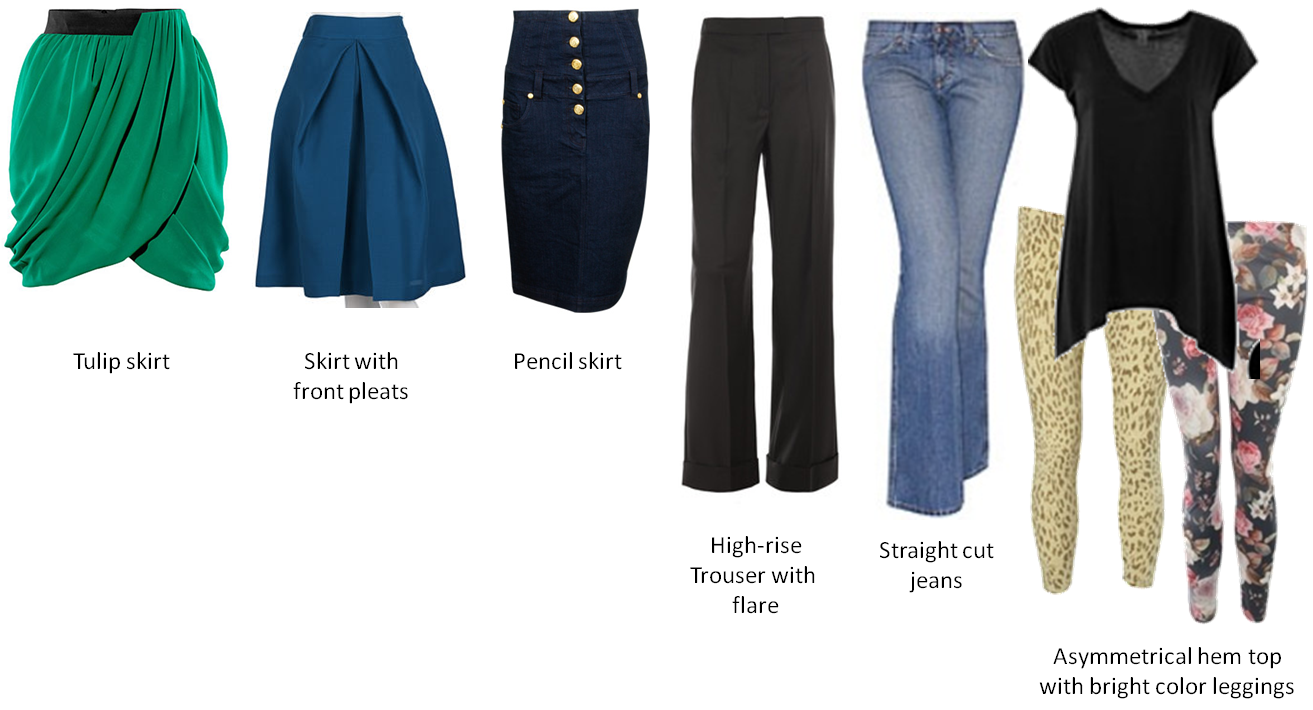 Tulip skirt
Skirt with
front pleats
Pencil skirt
High-rise
Trouser with
flare
Straight cut
jeans
Asymmetrical hem top
with bright color leggings